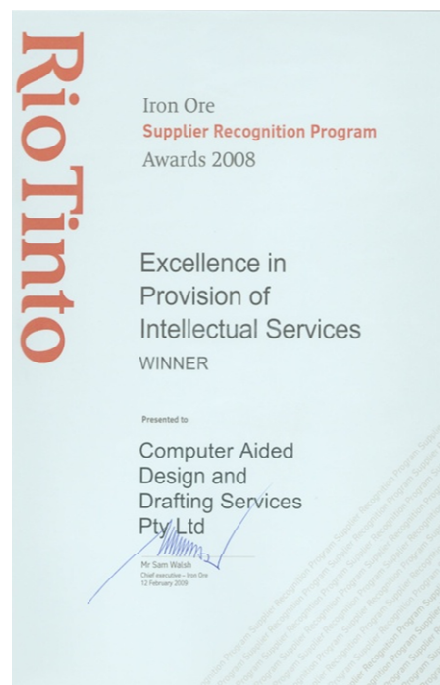 Rio Tinto
Iron Ore
Supplier Recognition Program
Awards 2008
Excellence in
Provision of
Intellectual Services
WINNER
Presented to
Computer Aided
Design and
Drafting Services
Pty Ltd
Mr Sam Walsh
Chief executive – Iron Ore
12 February 2009